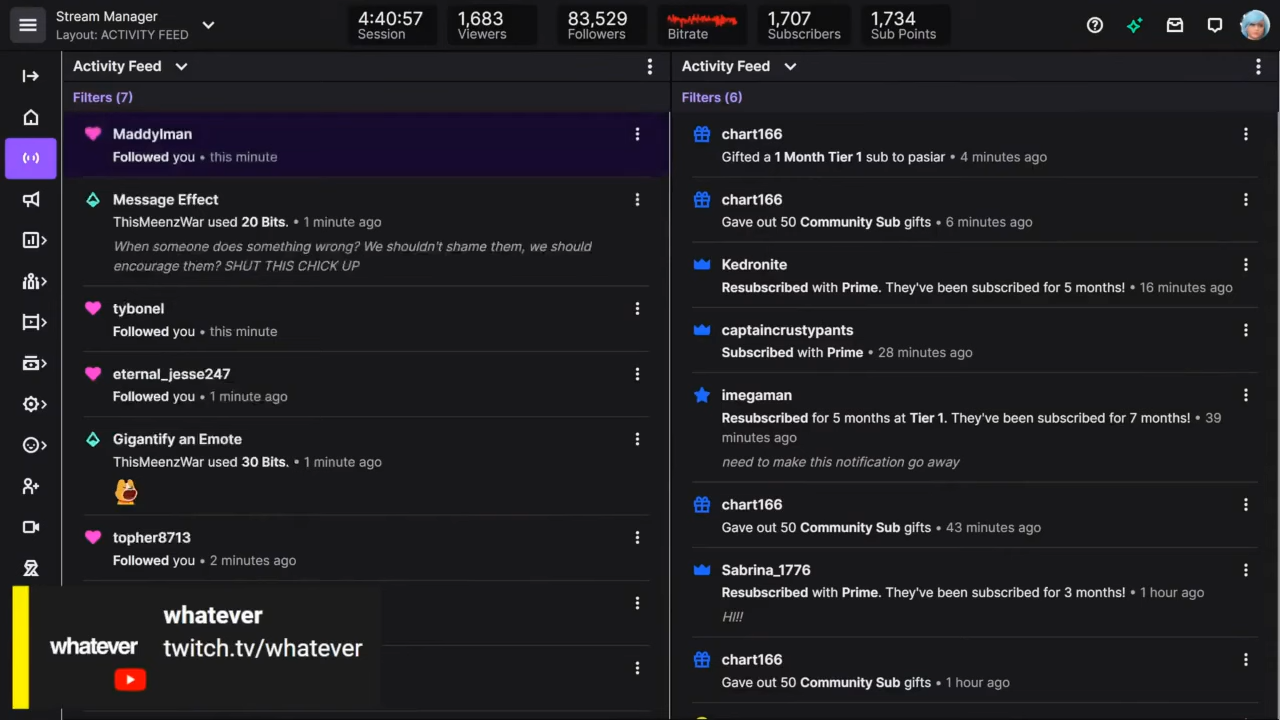 Stream Manager
Layout: ACTIVITY FEED
4:40:57
Session
1,683
Viewers
83,529
Followers
Bitrate
1,707
Subscribers
1,734
Sub Points
Activity Feed
Filters (7)
Maddylman
Followed you • this minute
Message Effect
ThisMeenzWar used 20 Bits. • 1 minute ago
When someone does something wrong? We shouldn't shame them, we should
encourage them? SHUT THIS CHICK UP
tybonel
Followed you • this minute
eternal_jesse247
Followed you • 1 minute ago
Gigantify an Emote
ThisMeenzWar used 30 Bits. • 1 minute ago
topher8713
Followed you • 2 minutes ago
whatever
whatever
twitch.tv/whatever
Activity Feed
Filters (6)
chart166
Gifted a 1 Month Tier 1 sub to pasiar • 4 minutes ago
chart166
Gave out 50 Community Sub gifts • 6 minutes ago
Kedronite
Resubscribed with Prime. They've been subscribed for 5 months! • 16 minutes ago
captaincrustypants
Subscribed with Prime • 28 minutes ago
imegaman
Resubscribed for 5 months at Tier 1. They've been subscribed for 7 months! • 39
minutes ago
need to make this notification go away
chart166
Gave out 50 Community Sub gifts • 43 minutes ago
Sabrina_1776
Resubscribed with Prime. They've been subscribed for 3 months! • 1 hour ago
HI!!
chart166
Gave out 50 Community Sub gifts • 1 hour ago